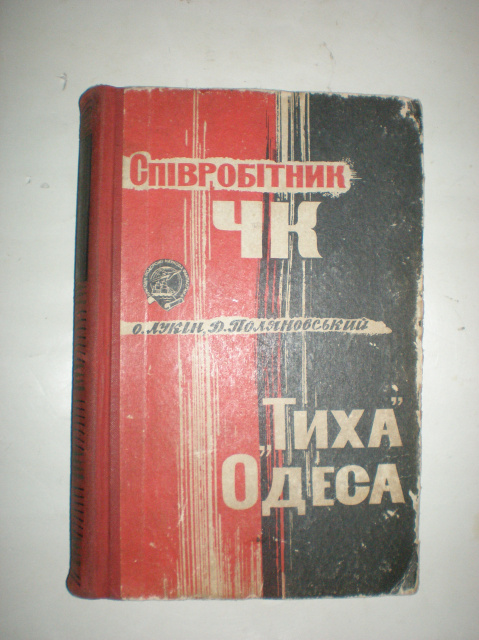 СПІВРОБІТНИК
ЧК
О. ЛУКІН, Д. Поляновський
„ТИХА”
ОДЕСА